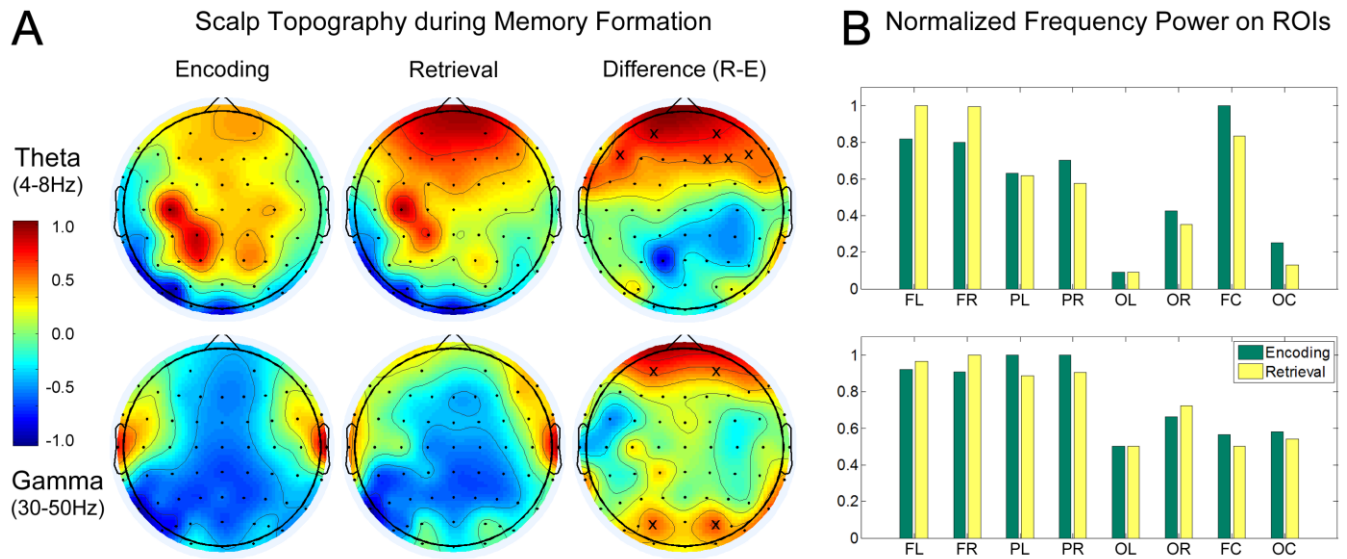 A
Scalp Topography during Memory Formation
Encoding
Retrieval
Difference (R-E)
Theta
(4-8Hz)
1.0
0.5
0.0
-0.5
-1.0
Gamma
(30-50Hz)
x x
x x x x
x x
x x
B
Normalized Frequency Power on ROIs
1
0.8
0.6
0.4
0.2
0
FL FR PL PR OL OR FC OC
Encoding
Retrieval
1
0.8
0.6
0.4
0.2
0
FL FR PL PR OL OR FC OC